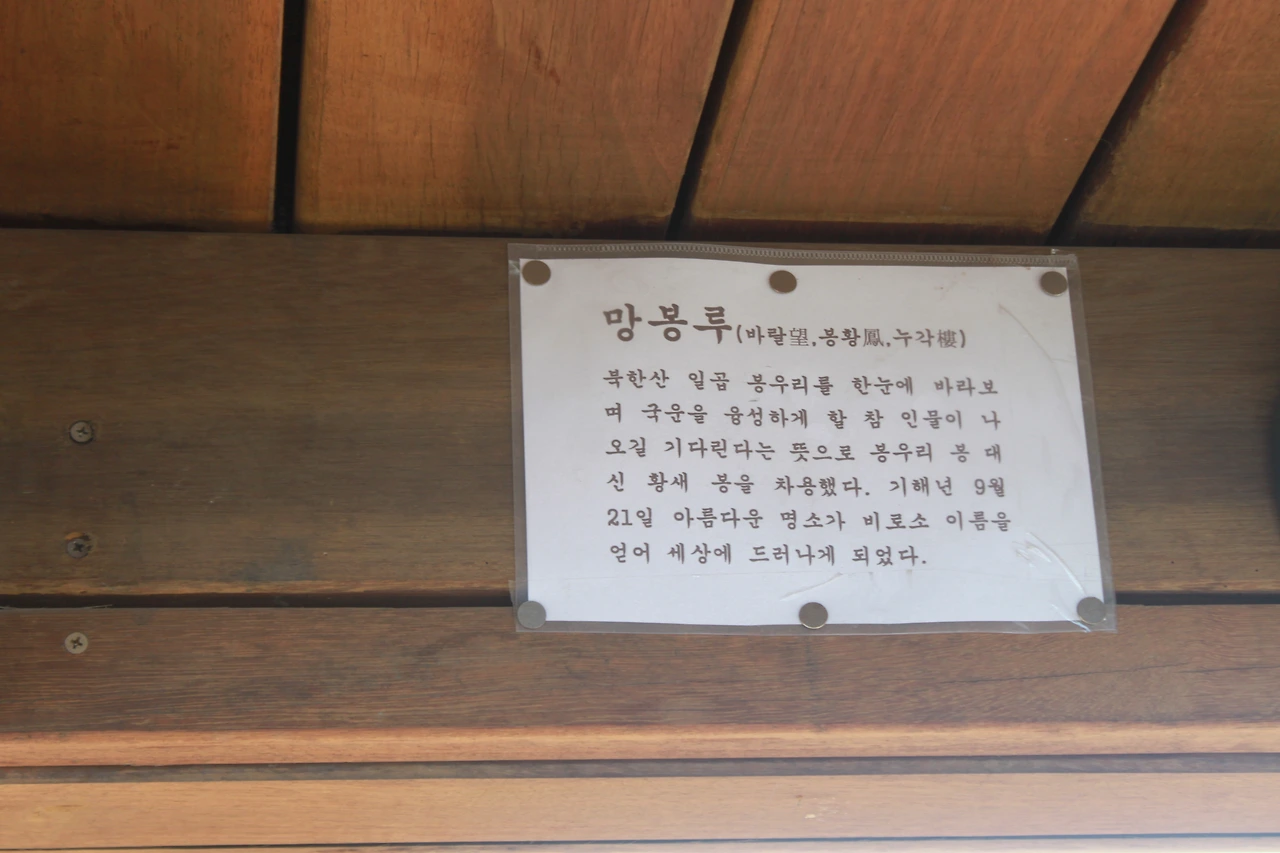 망봉루(바랄望,봉황鳳,누각樓)
북한산 일곱 봉우리를 한눈에 바라보
며 국운을 융성하게 할 참 인물이 나
오길 기다린다는 뜻으로 봉우리 봉 대
신 황새 봉을 차용했다. 기해년 9월
21일 아름다운 명소가 비로소 이름을
얻어 세상에 드러나게 되었다.